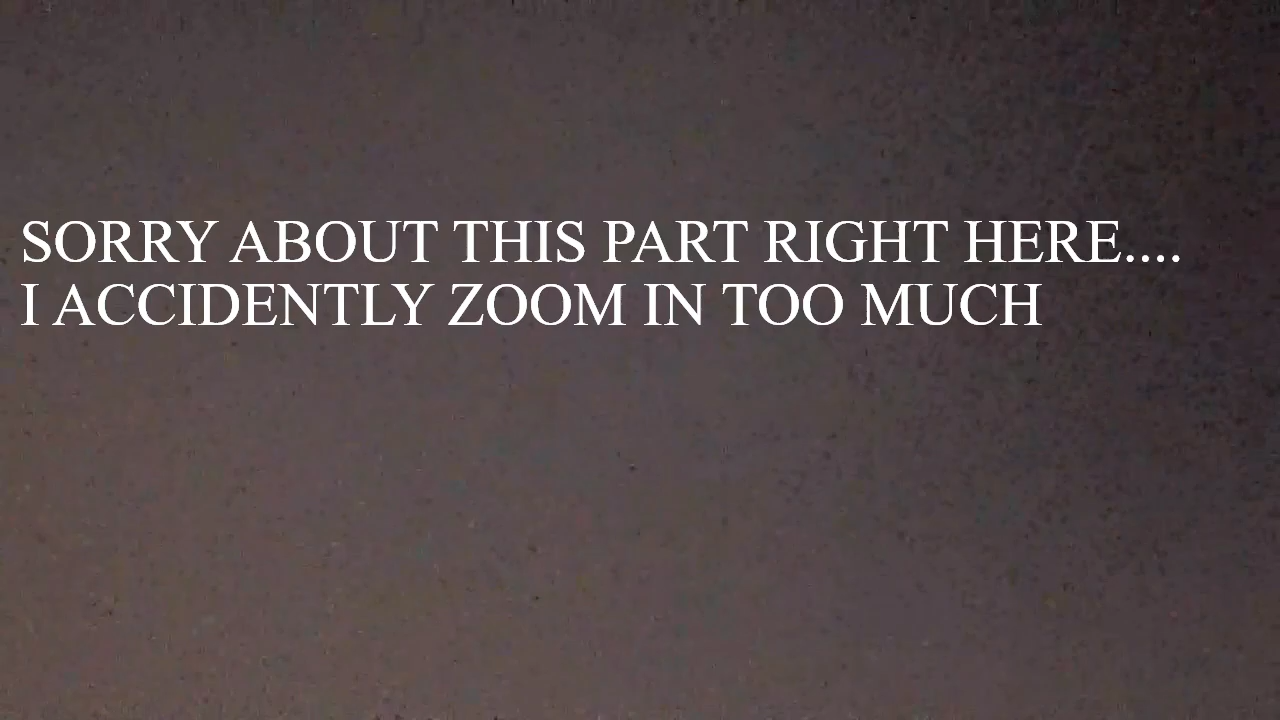 SORRY ABOUT THIS PART RIGHT HERE....
I ACCIDENTLY ZOOM IN TOO MUCH